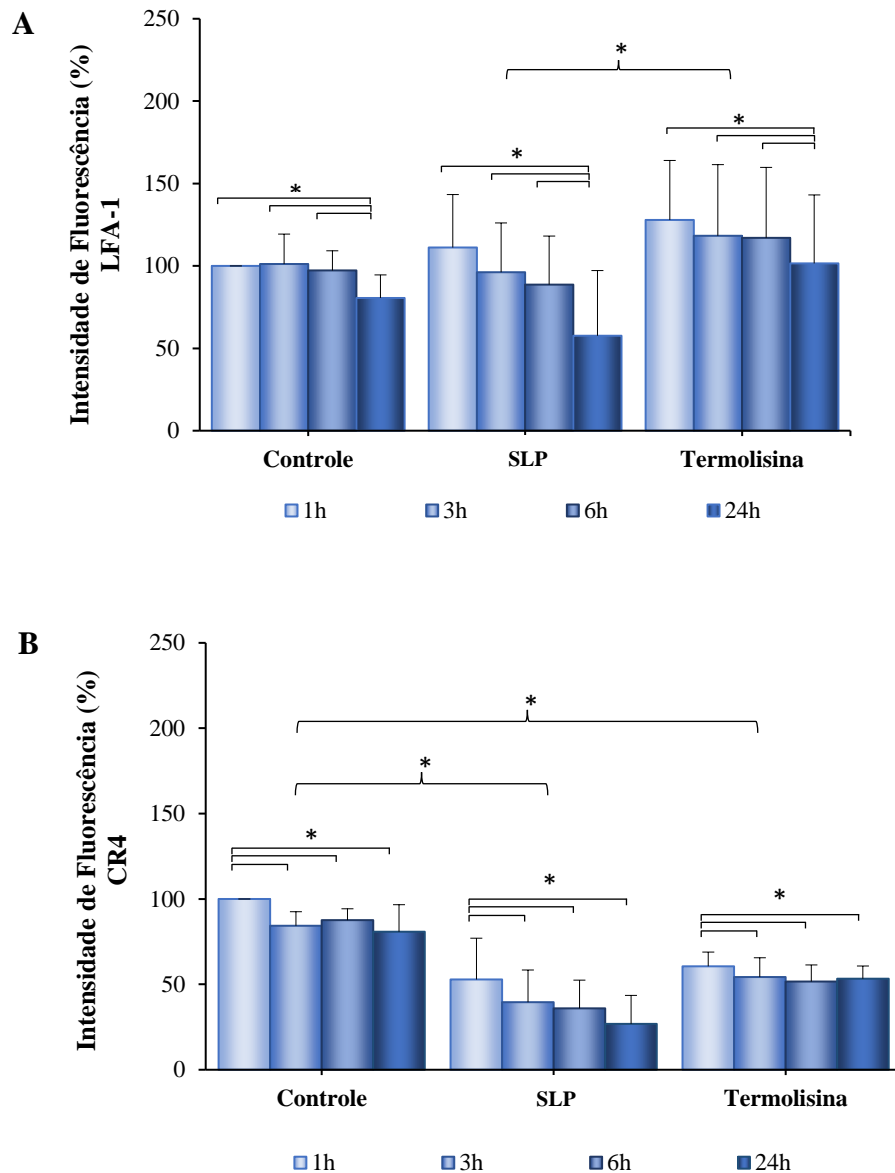 A
Intensidade de Fluorescência (%)
LFA-1
250
200
150
100
50
0
*
*
*
*
Controle SLP Termolisina
1h 3h 6h 24h
B
Intensidade de Fluorescência (%)
CR4
250
200
150
100
50
0
*
*
*
*
*
Controle SLP Termolisina
1h 3h 6h 24h